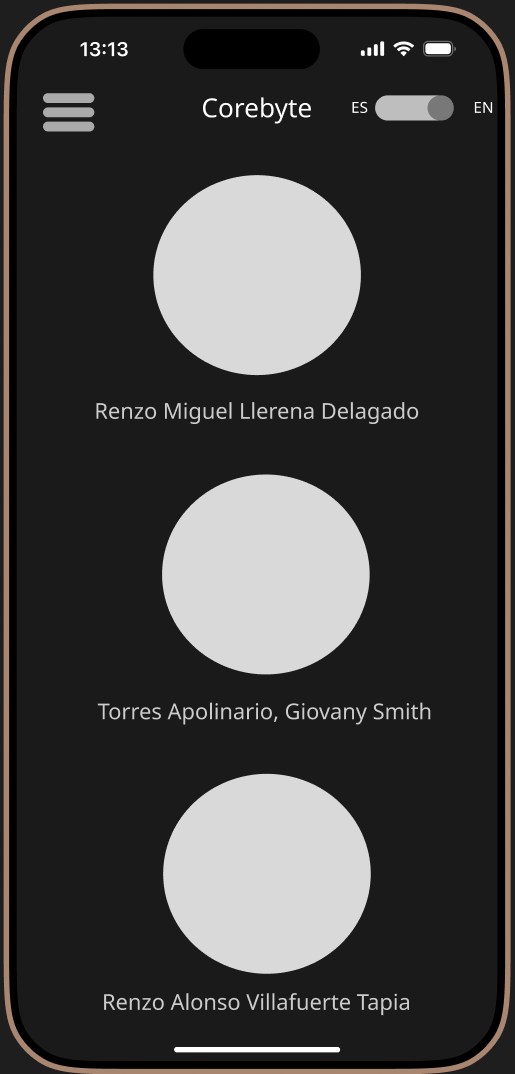 13:13
Corebyte
ES
EN
Renzo Miguel Llerena Delagado
Torres Apolinario, Giovany Smith
Renzo Alonso Villafuerte Tapia